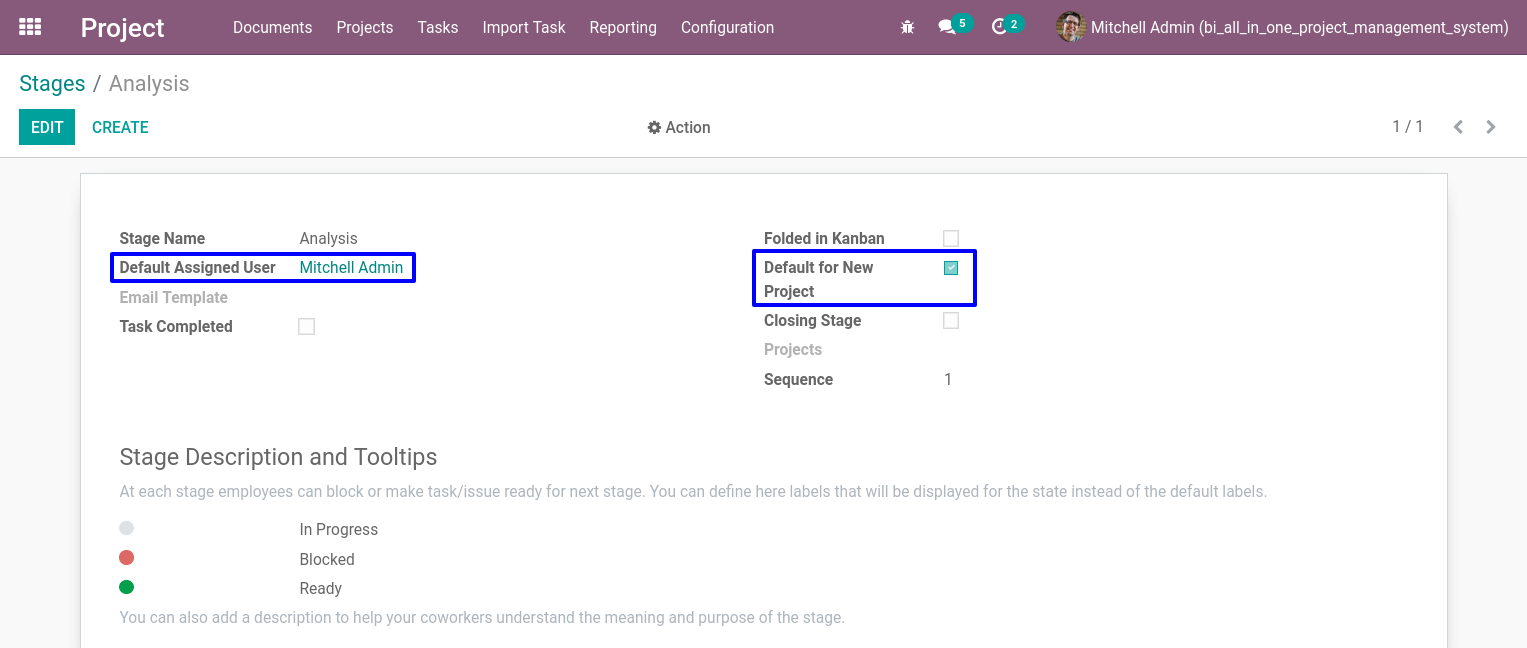 Project Documents Projects Tasks Import Task Reporting Configuration 5 2 Mitchell Admin (bi_all_in_one_project_management_system)
Stages / Analysis
EDIT CREATE Action 1 / 1
Stage Name Analysis
Default Assigned User Mitchell Admin
Email Template
Task Completed
Folded in Kanban
Default for New
Project
Closing Stage
Projects
Sequence 1
Stage Description and Tooltips
At each stage employees can block or make task/issue ready for next stage. You can define here labels that will be displayed for the state instead of the default labels.
In Progress
Blocked
Ready
You can also add a description to help your coworkers understand the meaning and purpose of the stage.